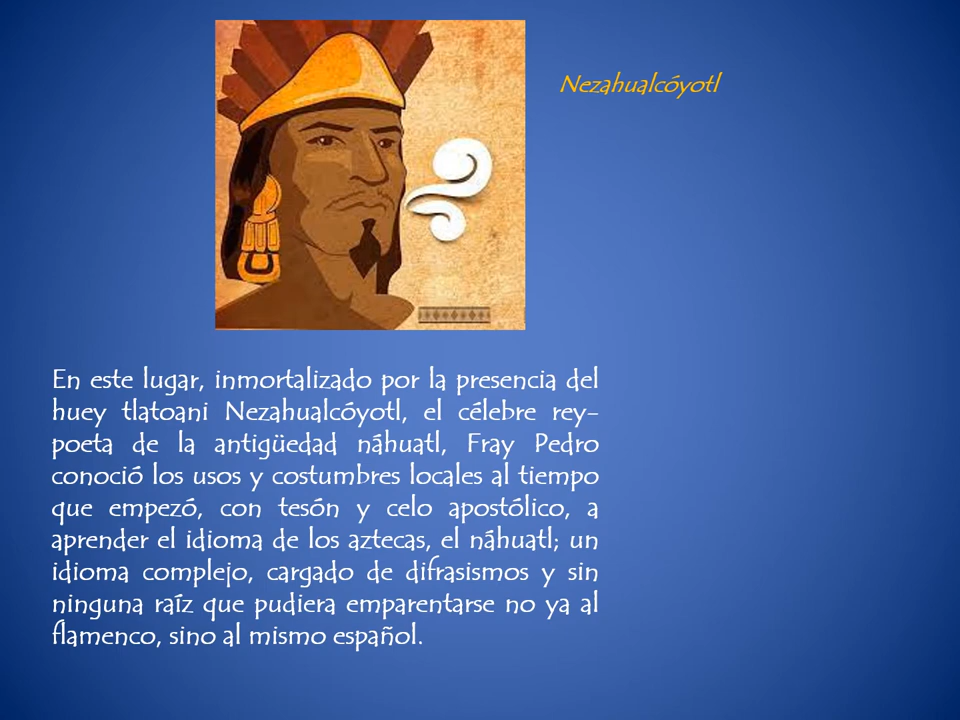 Nezahualcóyotl
En este lugar, inmortalizado por la presencia del
huey tlatoani Nezahualcóyotl, el célebre rey-
poeta de la antigüedad náhuatl, Fray Pedro
conoció los usos y costumbres locales al tiempo
que empezó, con tesón y celo apostólico, a
aprender el idioma de los aztecas, el náhuatl; un
idioma complejo, cargado de difrasismos y sin
ninguna raíz que pudiera emparentarse no ya al
flamenco, sino al mismo español.